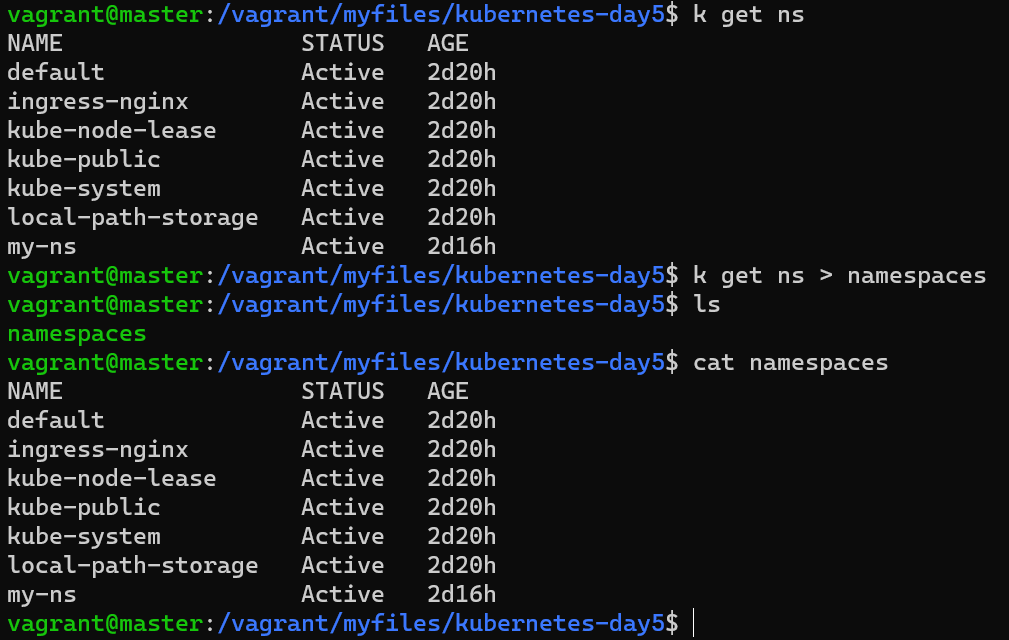 vagrant@master:/vagrant/myfiles/kubernetes-day5$ k get ns
NAME                 STATUS   AGE
default              Active   2d20h
ingress-nginx        Active   2d20h
kube-node-lease      Active   2d20h
kube-public          Active   2d20h
kube-system          Active   2d20h
local-path-storage   Active   2d20h
my-ns                Active   2d16h
vagrant@master:/vagrant/myfiles/kubernetes-day5$ k get ns > namespaces
vagrant@master:/vagrant/myfiles/kubernetes-day5$ ls
namespaces
vagrant@master:/vagrant/myfiles/kubernetes-day5$ cat namespaces
NAME                 STATUS   AGE
default              Active   2d20h
ingress-nginx        Active   2d20h
kube-node-lease      Active   2d20h
kube-public          Active   2d20h
kube-system          Active   2d20h
local-path-storage   Active   2d20h
my-ns                Active   2d16h
vagrant@master:/vagrant/myfiles/kubernetes-day5$